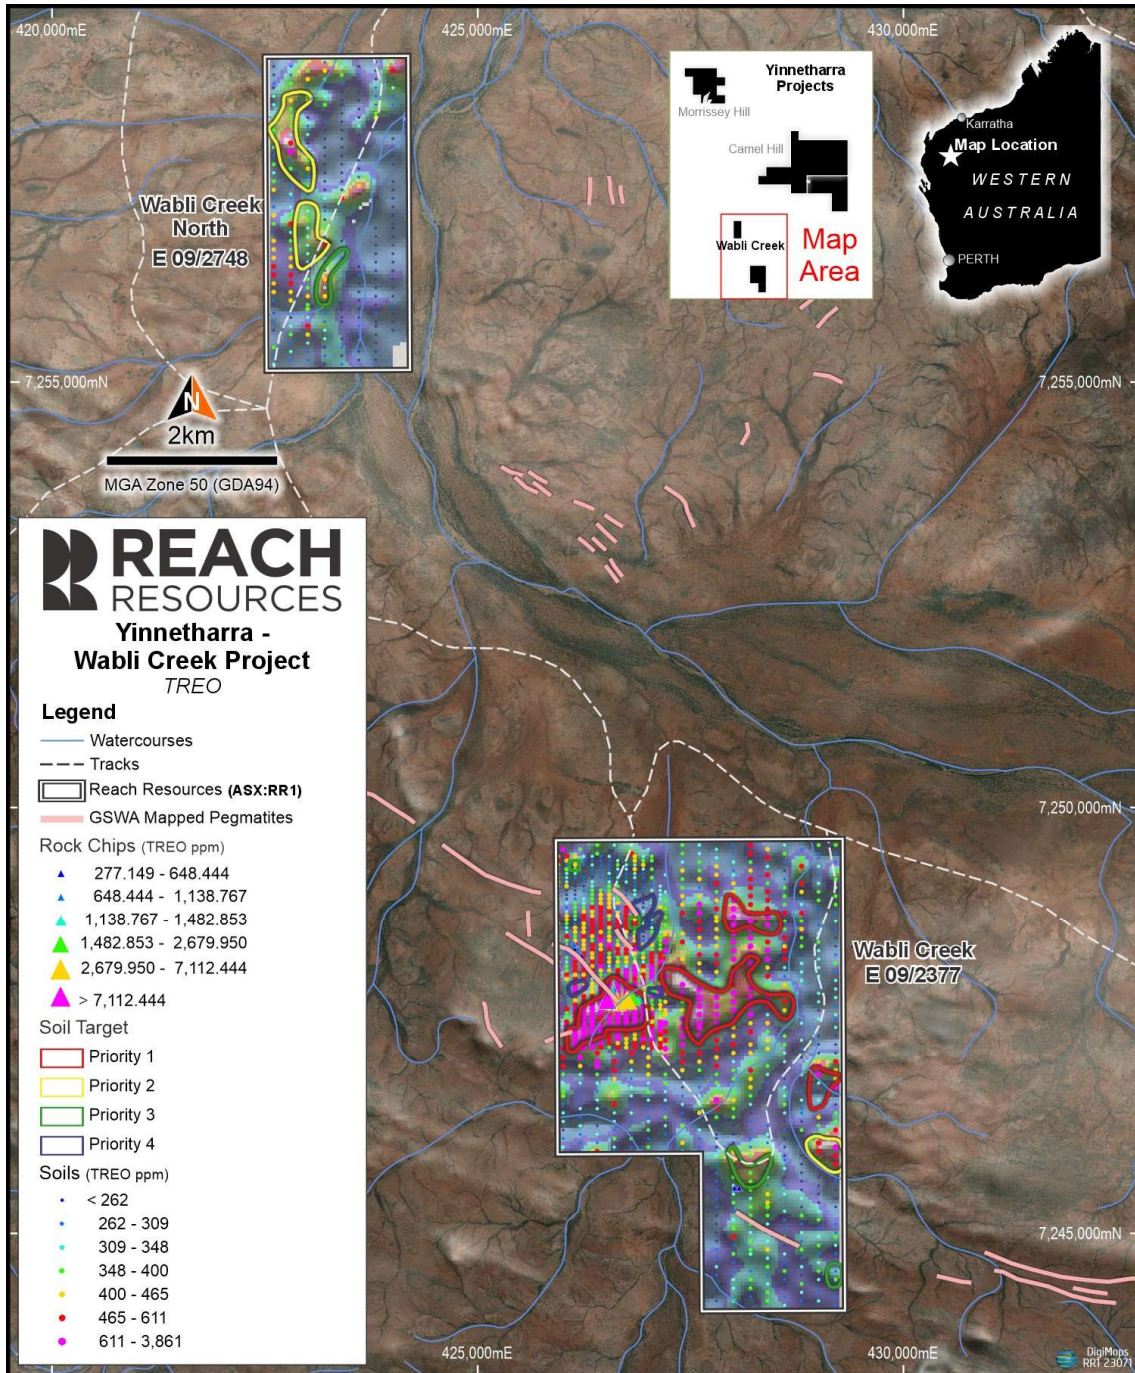 420,000mE
425,000mE
430,000mE
Yinnetharra
Projects
Morrissey Hill
Camel Hill
Wabli Creek
Map
Area
Karratha
Map Location
WESTERN
AUSTRALIA
PERTH
Wabli Creek
North
E 09/2748
7,255,000mN
7,255,000mN
N
2km
MGA Zone 50 (GDA94)
REACH
RESOURCES
Yinnetharra -
Wabli Creek Project
TREO
Legend
Watercourses
Tracks
Reach Resources (ASX:RR1)
GSWA Mapped Pegmatites
Rock Chips (TREO ppm)
277.149 - 648.444
648.444 - 1,138.767
1,138.767 - 1,482.853
1,482.853 - 2,679.950
2,679.950 - 7,112.444
> 7,112.444
Soil Target
Priority 1
Priority 2
Priority 3
Priority 4
Soils (TREO ppm)
< 262
262 - 309
309 - 348
348 - 400
400 - 465
465 - 611
611 - 3,861
7,250,000mN
Wabli Creek
E 09/2377
7,245,000mN
425,000mE
430,000mE
DigiMaps
RR1 23071